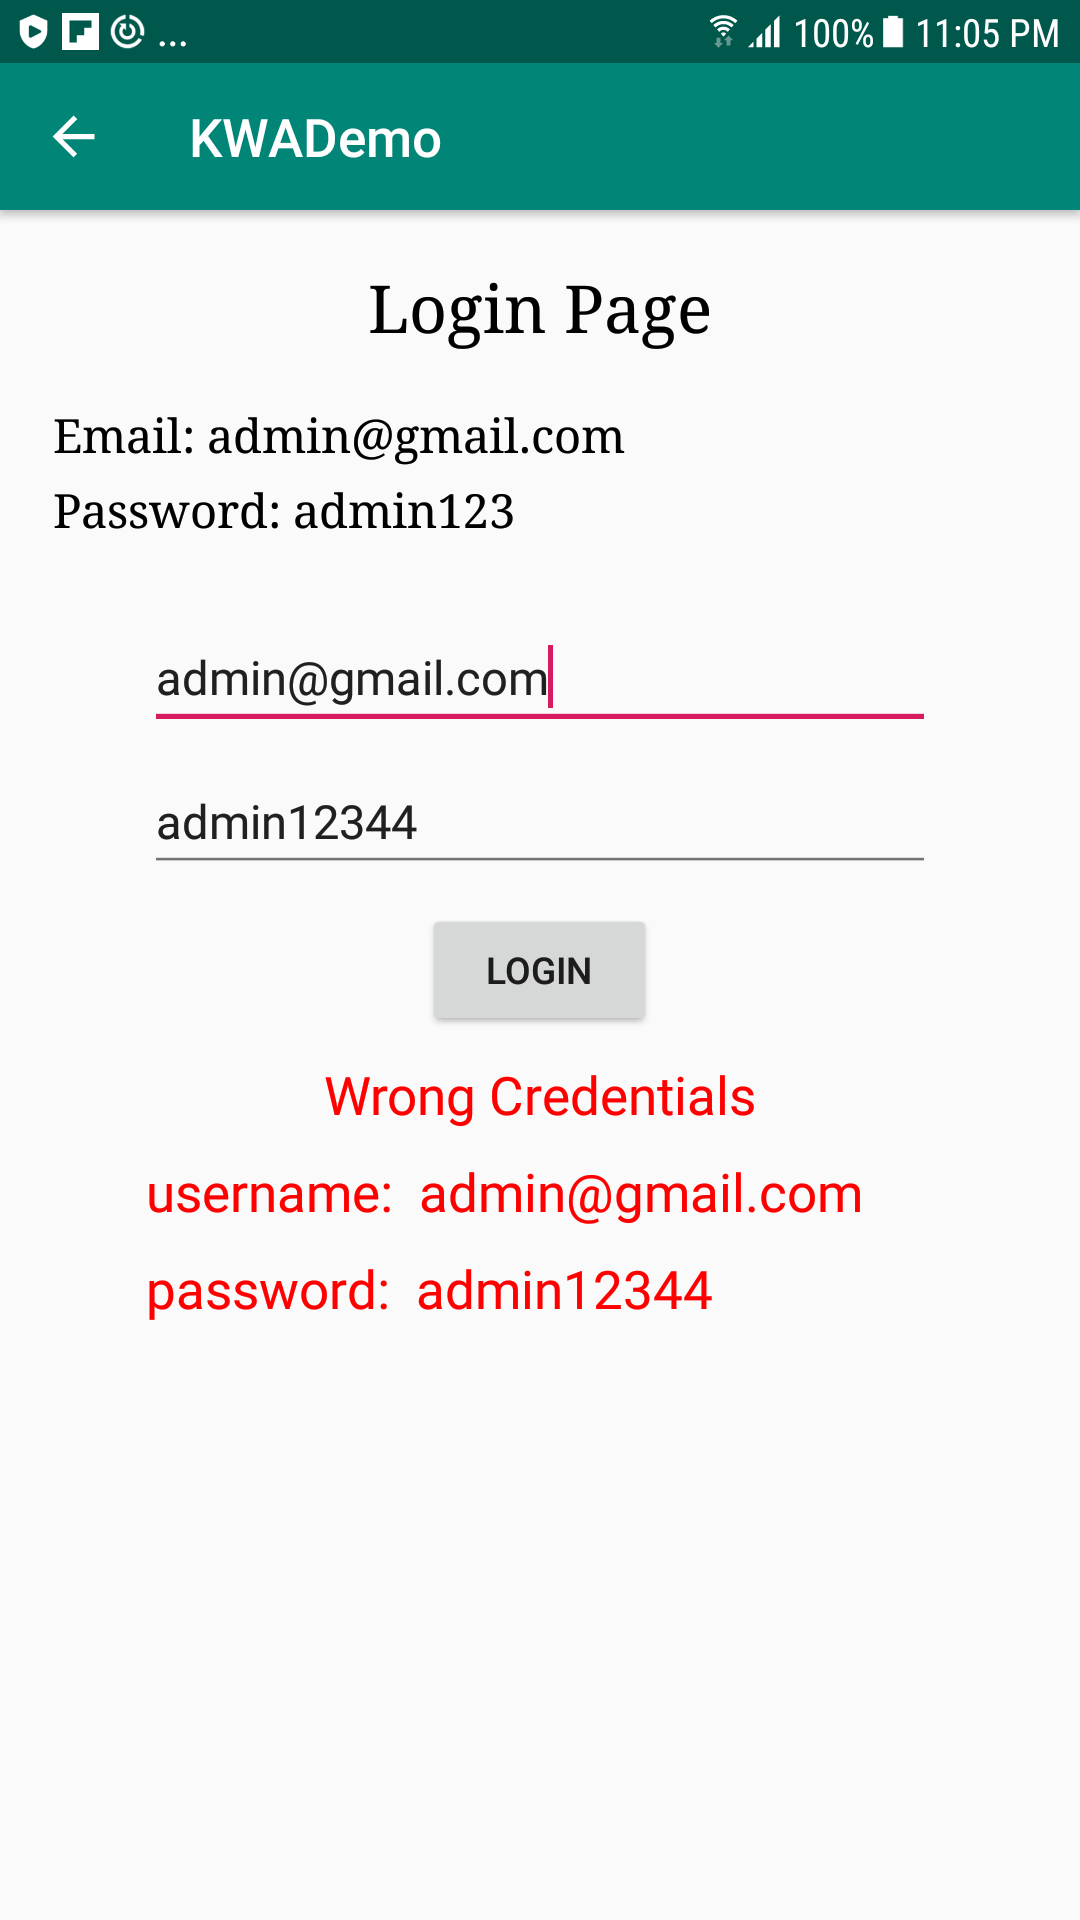 ... 100% 11:05 PM
KWADemo
Login Page
Email: admin@gmail.com
Password: admin123
admin@gmail.com
admin12344
LOGIN
Wrong Credentials
username:  admin@gmail.com
password:  admin12344